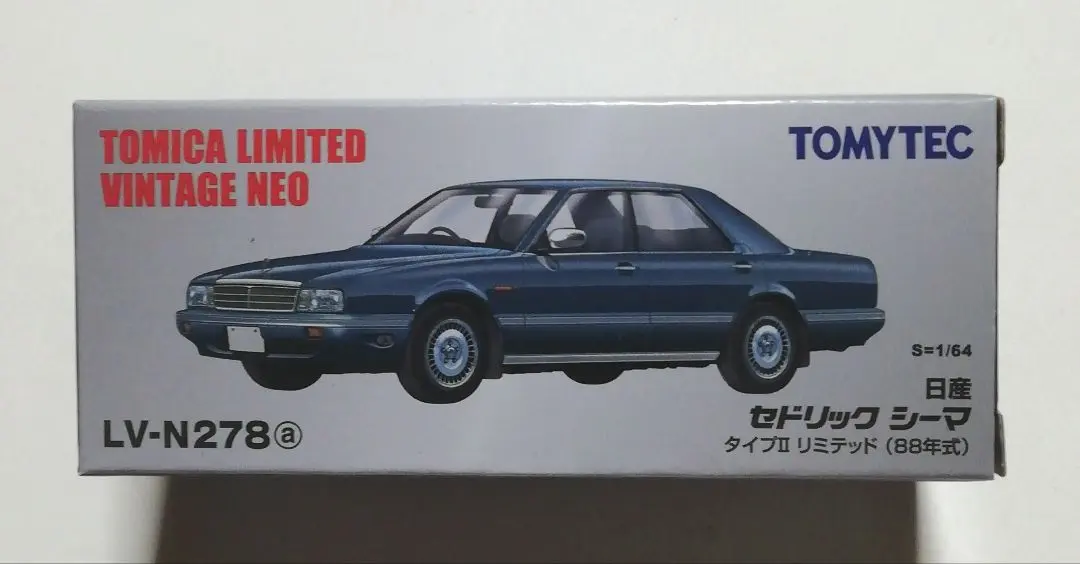 TOMICA LIMITED
VINTAGE NEO
TOMYTEC
S=1/64
日産
セドリック シーマ
タイプⅡ リミテッド (88年式)
LV-N278ⓐ